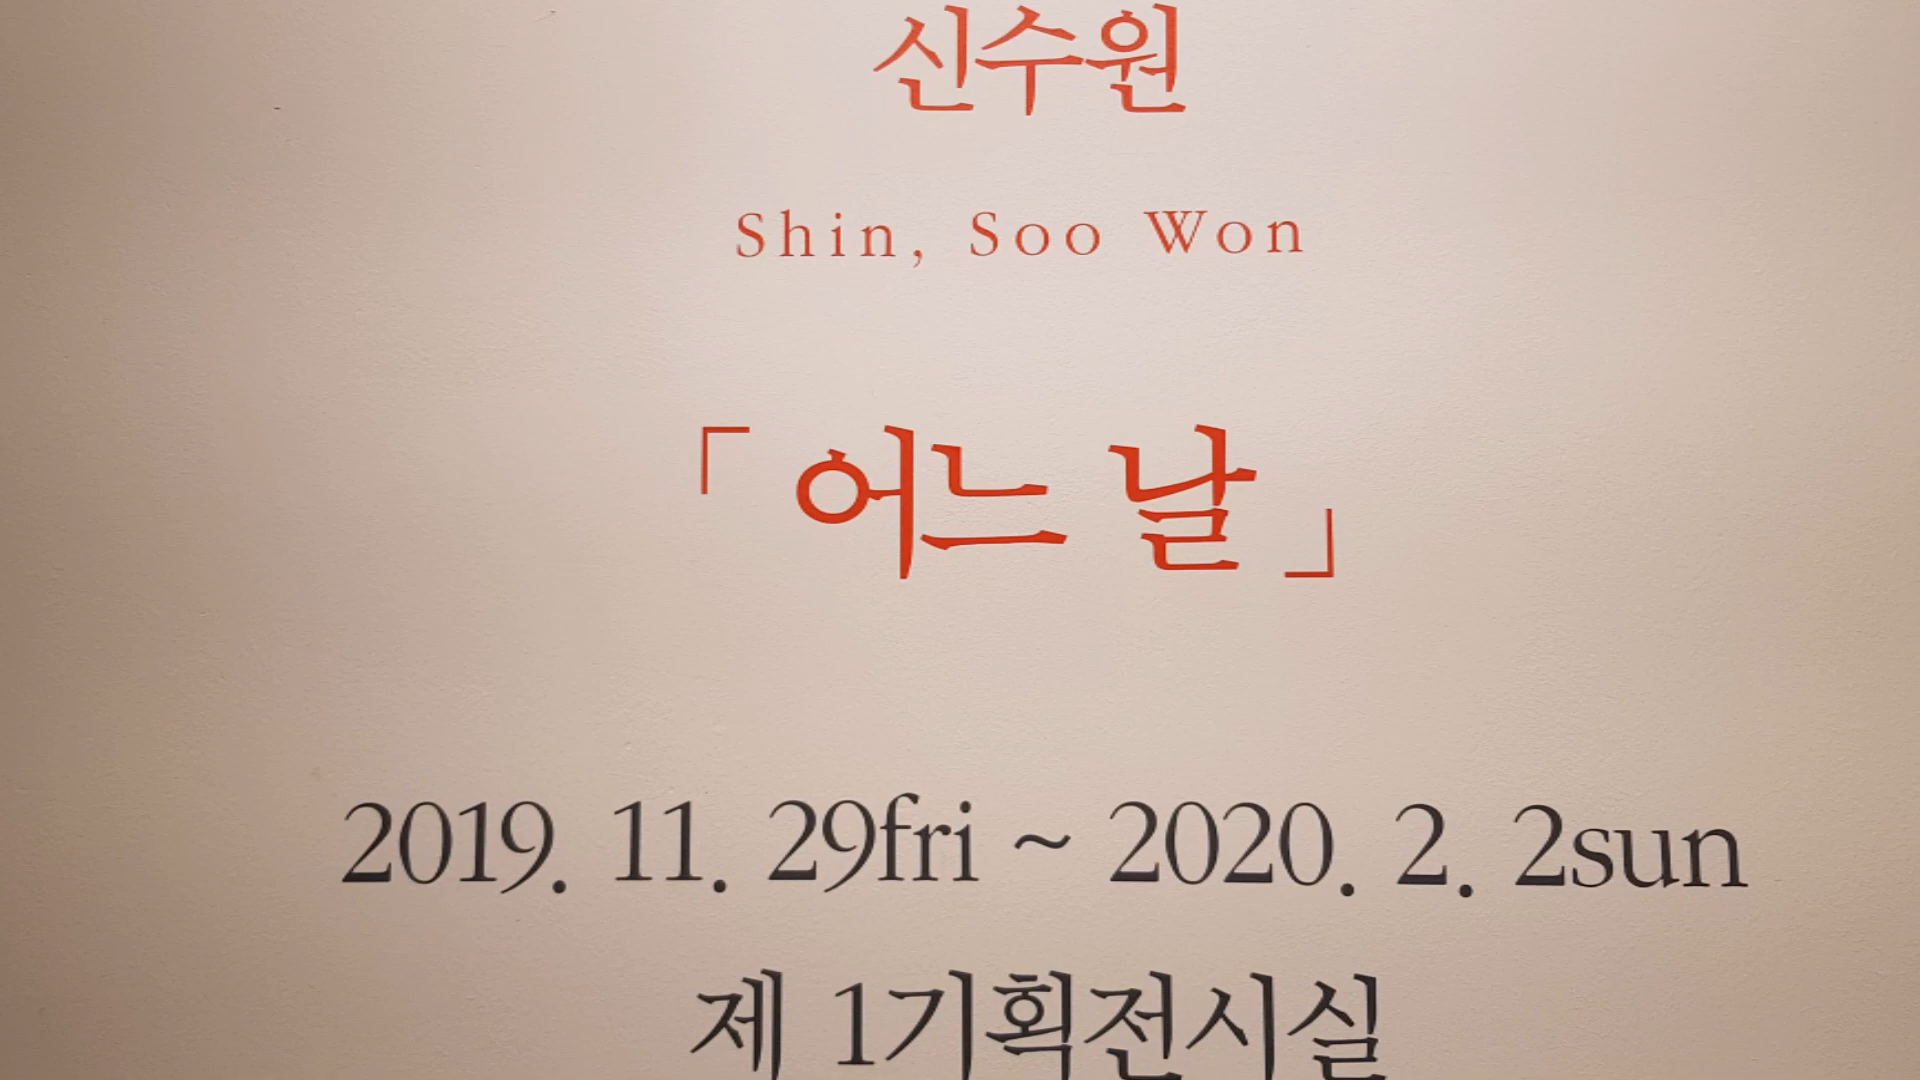 신수원
Shin, Soo Won
「어느 날」
2019. 11. 29fri ~ 2020. 2. 2sun
제 1기획전시실